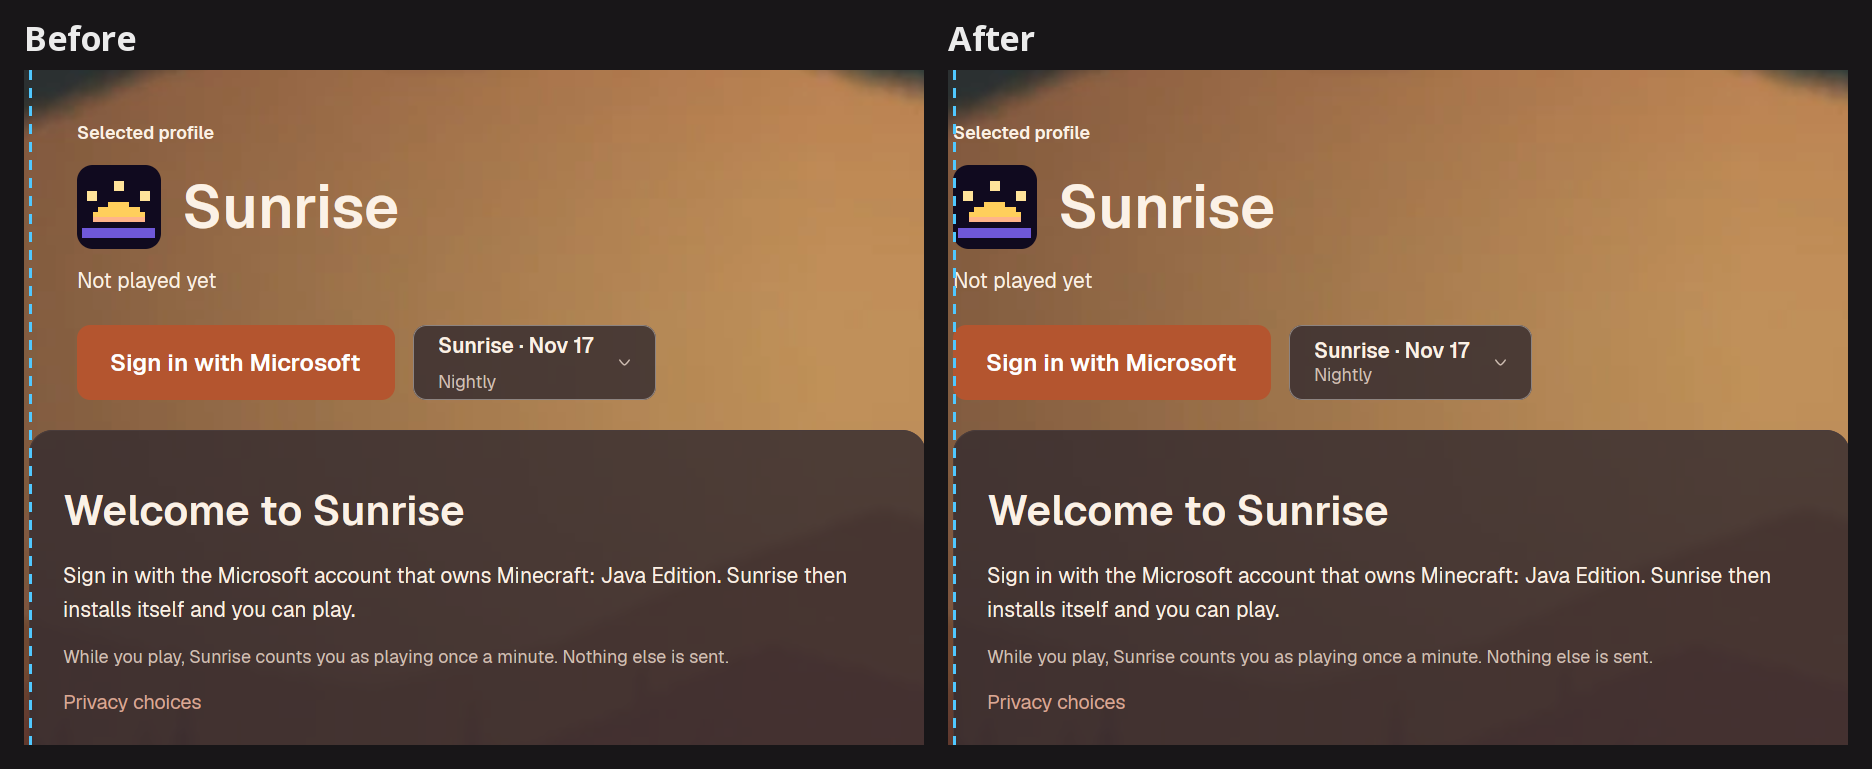 Before
Selected profile
Sunrise
Not played yet
Sign in with Microsoft
Sunrise · Nov 17
Nightly
Welcome to Sunrise
Sign in with the Microsoft account that owns Minecraft: Java Edition. Sunrise then
installs itself and you can play.
While you play, Sunrise counts you as playing once a minute. Nothing else is sent.
Privacy choices
After
Selected profile
Sunrise
Not played yet
Sign in with Microsoft
Sunrise · Nov 17
Nightly
Welcome to Sunrise
Sign in with the Microsoft account that owns Minecraft: Java Edition. Sunrise then
installs itself and you can play.
While you play, Sunrise counts you as playing once a minute. Nothing else is sent.
Privacy choices